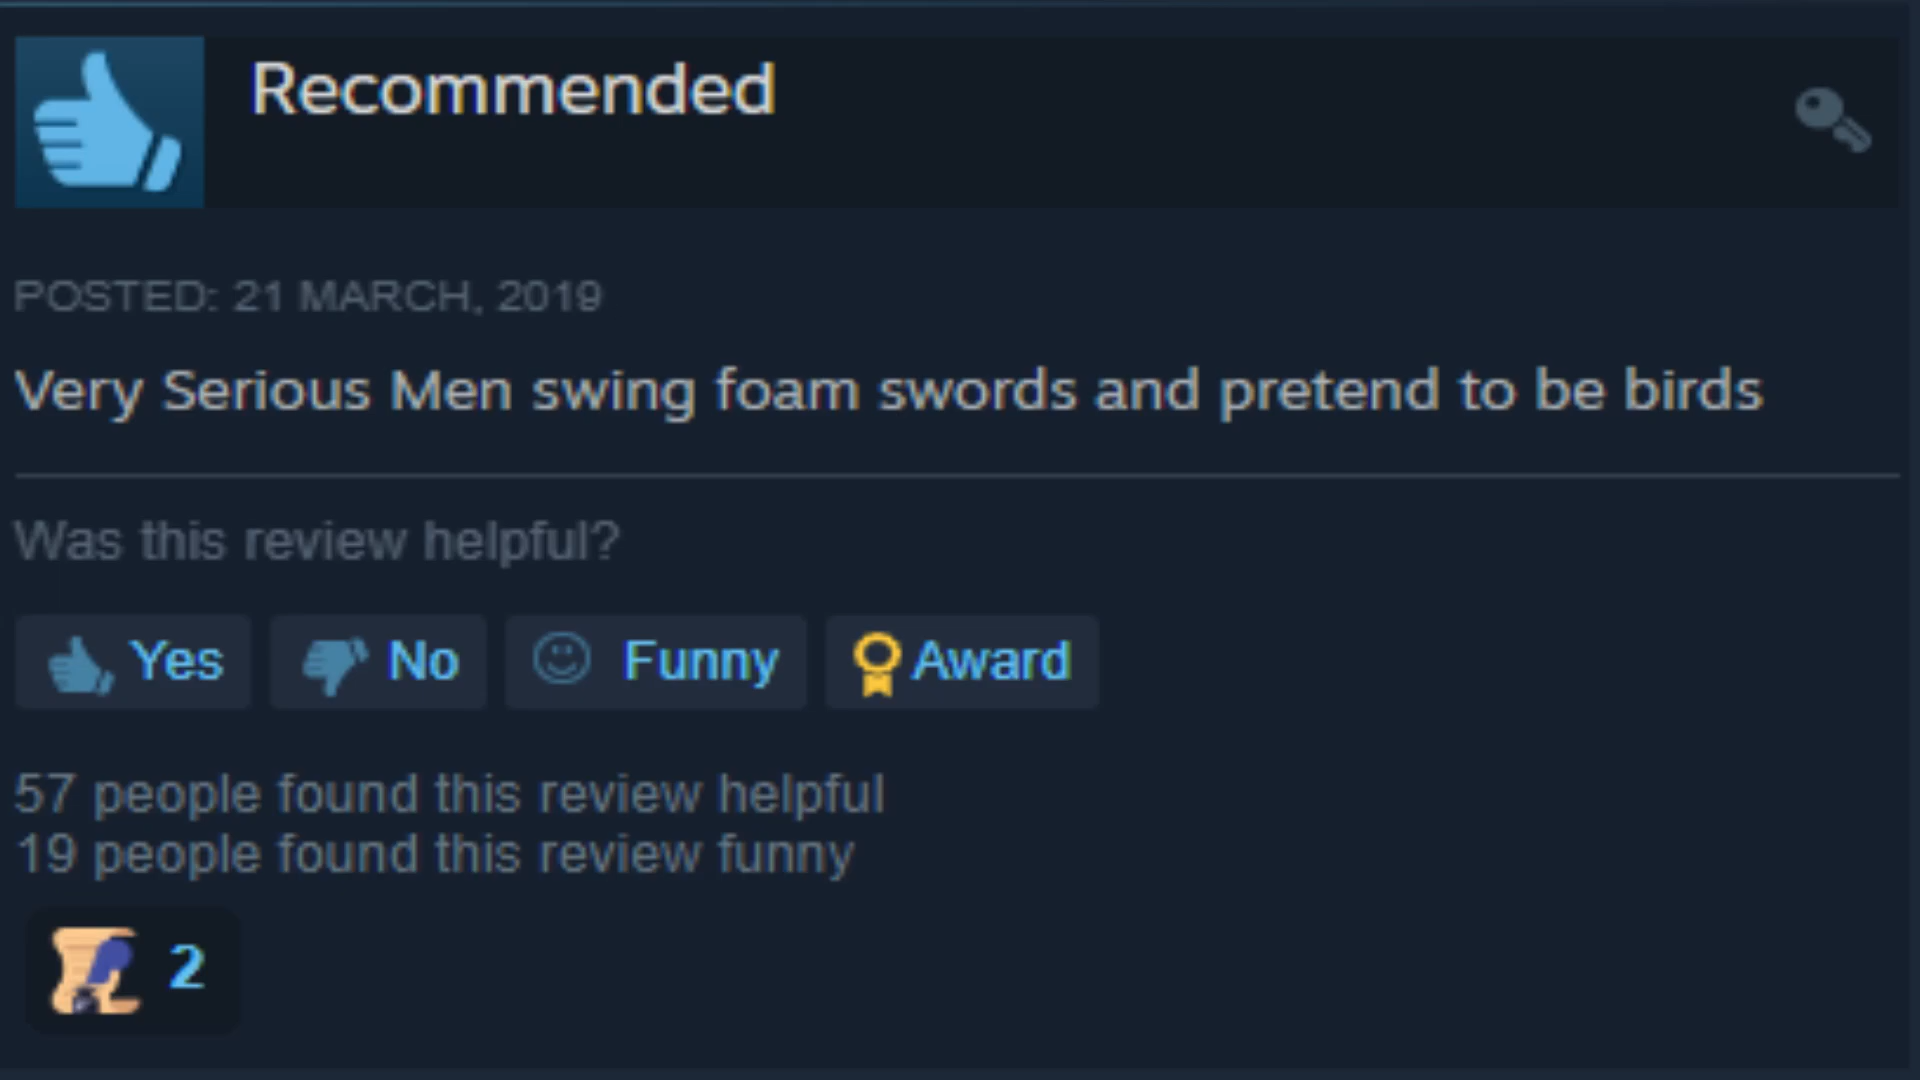 Recommended
POSTED: 21 MARCH, 2019
Very Serious Men swing foam swords and pretend to be birds
Was this review helpful?
Yes No Funny Award
57 people found this review helpful
19 people found this review funny
2